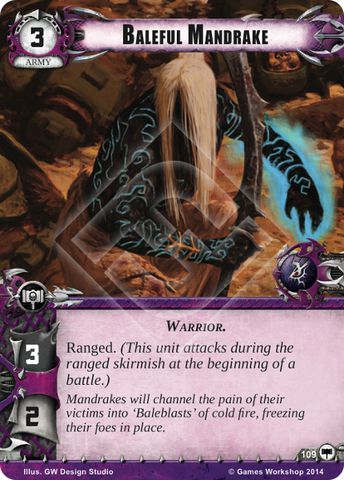 3
ARMY
BALEFUL MANDRAKE
WARRIOR.
3
Ranged. (This unit attacks during the
ranged skirmish at the beginning of a
battle.)
2
Mandrakes will channel the pain of their
victims into ‘Baleblasts’ of cold fire, freezing
their foes in place.
109
Illus. GW Design Studio
© Games Workshop 2014